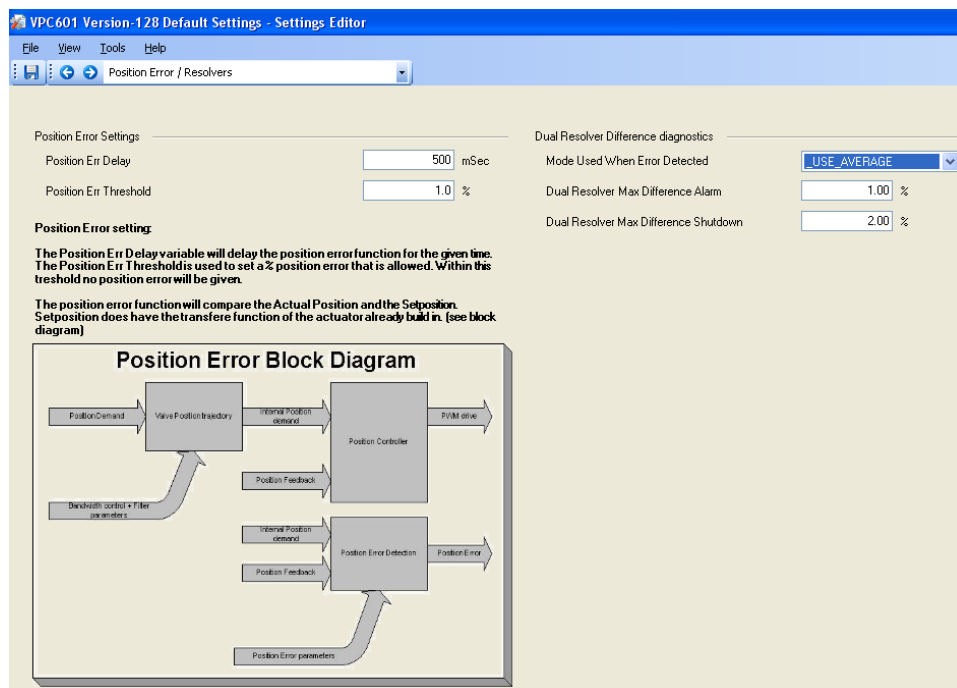 VPC601 Version-128 Default Settings - Settings Editor
File View Tools Help
Position Error / Resolvers
Position Error Settings
Position Err Delay 500 mSec
Position Err Threshold 1.0 %
Position Error setting:
The Position Err Delay variable will delay the position error function for the given time.
The Position Err Threshold is used to set a % position error that is allowed. Within this
treshold no position error will be given.
The position error function will compare the Actual Position and the Setposition.
Setposition does have the transfere function of the actuator already build in. (see block
diagram)
Dual Resolver Difference diagnostics
Mode Used When Error Detected _USE_AVERAGE
Dual Resolver Max Difference Alarm 1.00 %
Dual Resolver Max Difference Shutdown 2.00 %
Position Error Block Diagram
Position Demand
Valve Position trajectory
Internal Position
demand
Position Controller
PWM drive
Position Feedback
Bandwidth control + Filter
parameters
Internal Position
demand
Position Error Detection
Position Error
Position Feedback
Position Error parameters